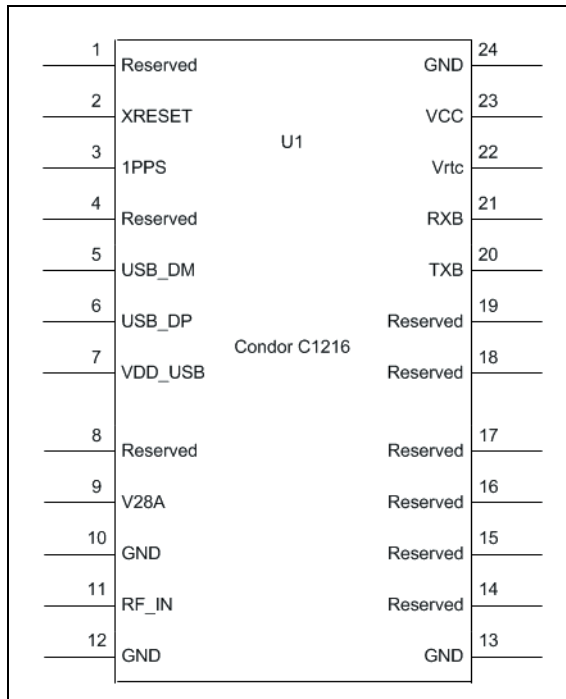 1 Reserved GND 24
2 XRESET VCC 23
U1
3 1PPS Vrtc 22
4 Reserved RXB 21
5 USB_DM TXB 20
6 USB_DP Reserved 19
Condor C1216
7 VDD_USB Reserved 18
8 Reserved Reserved 17
9 V28A Reserved 16
10 GND Reserved 15
11 RF_IN Reserved 14
12 GND GND 13